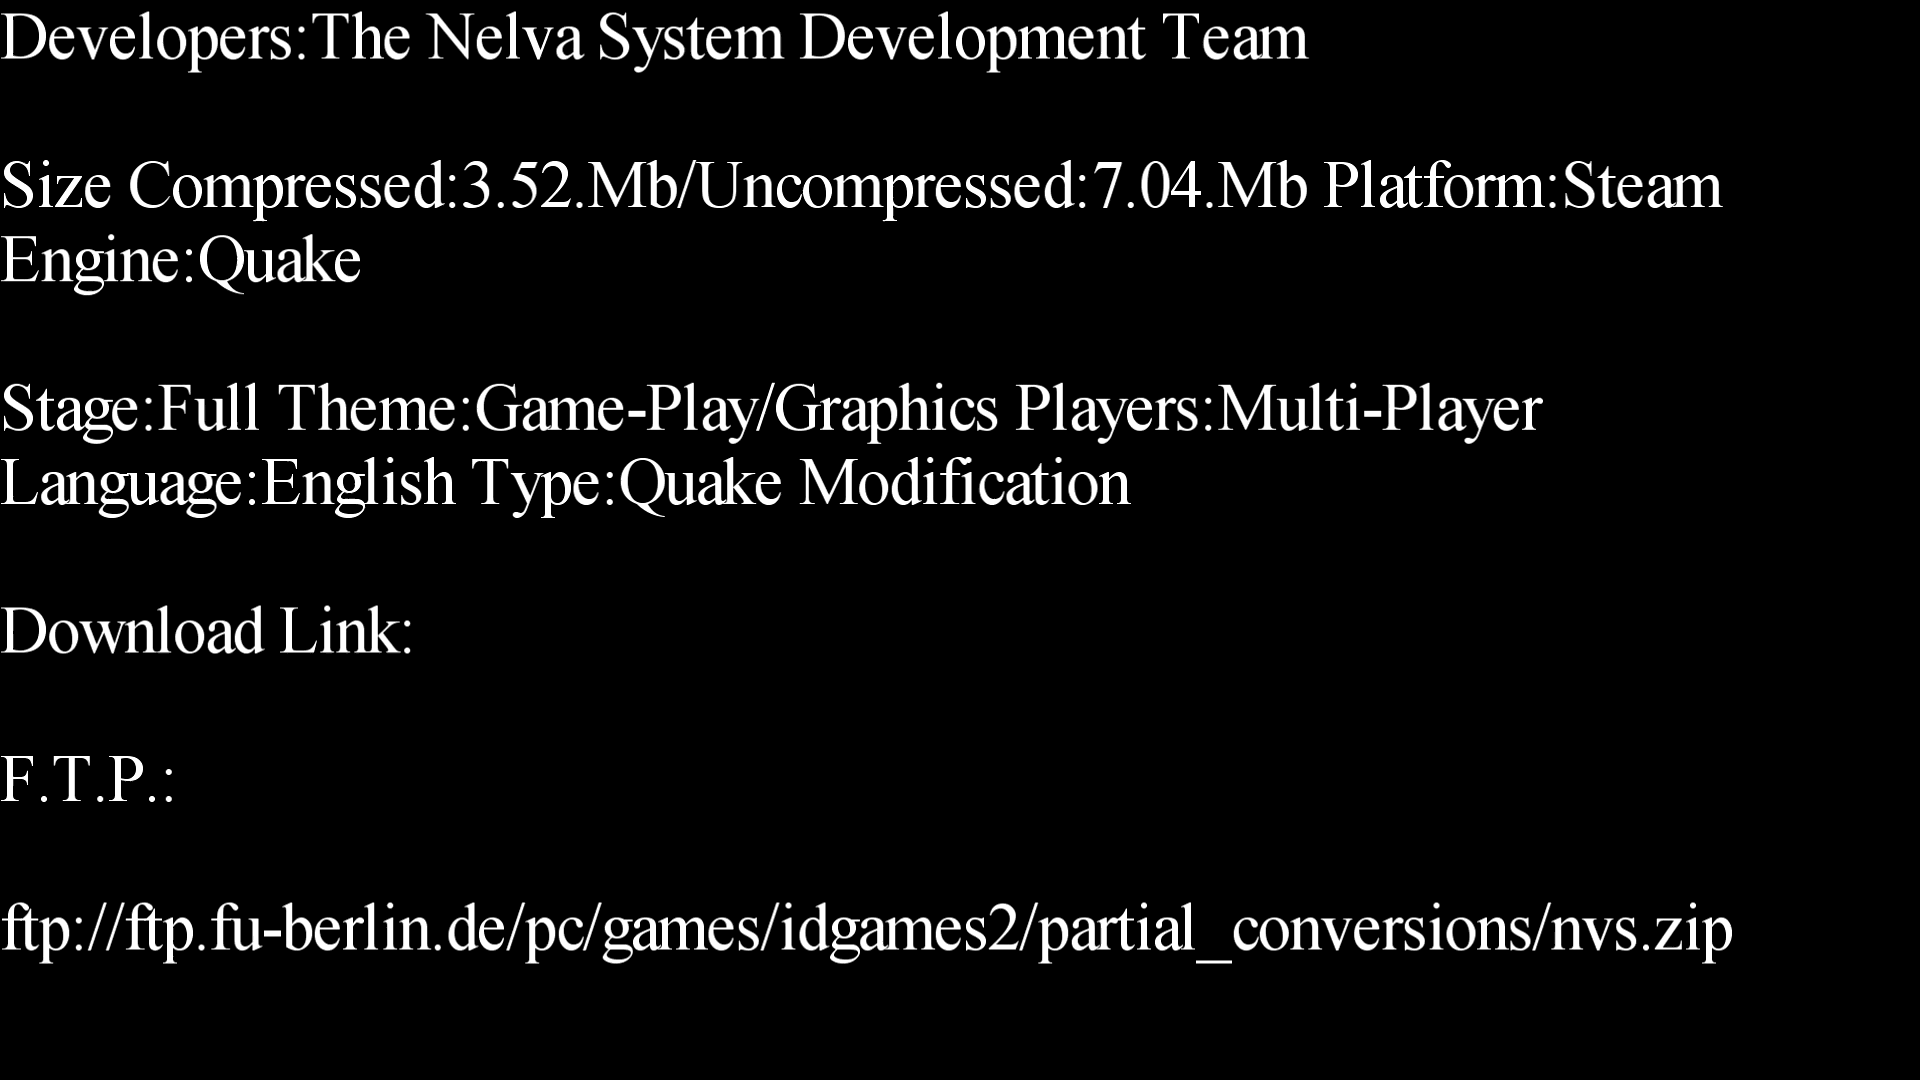 Developers:The Nelva System Development Team
Size Compressed:3.52.Mb/Uncompressed:7.04.Mb Platform:Steam
Engine:Quake
Stage:Full Theme:Game-Play/Graphics Players:Multi-Player
Language:English Type:Quake Modification
Download Link:
F.T.P.:
ftp://ftp.fu-berlin.de/pc/games/idgames2/partial_conversions/nvs.zip